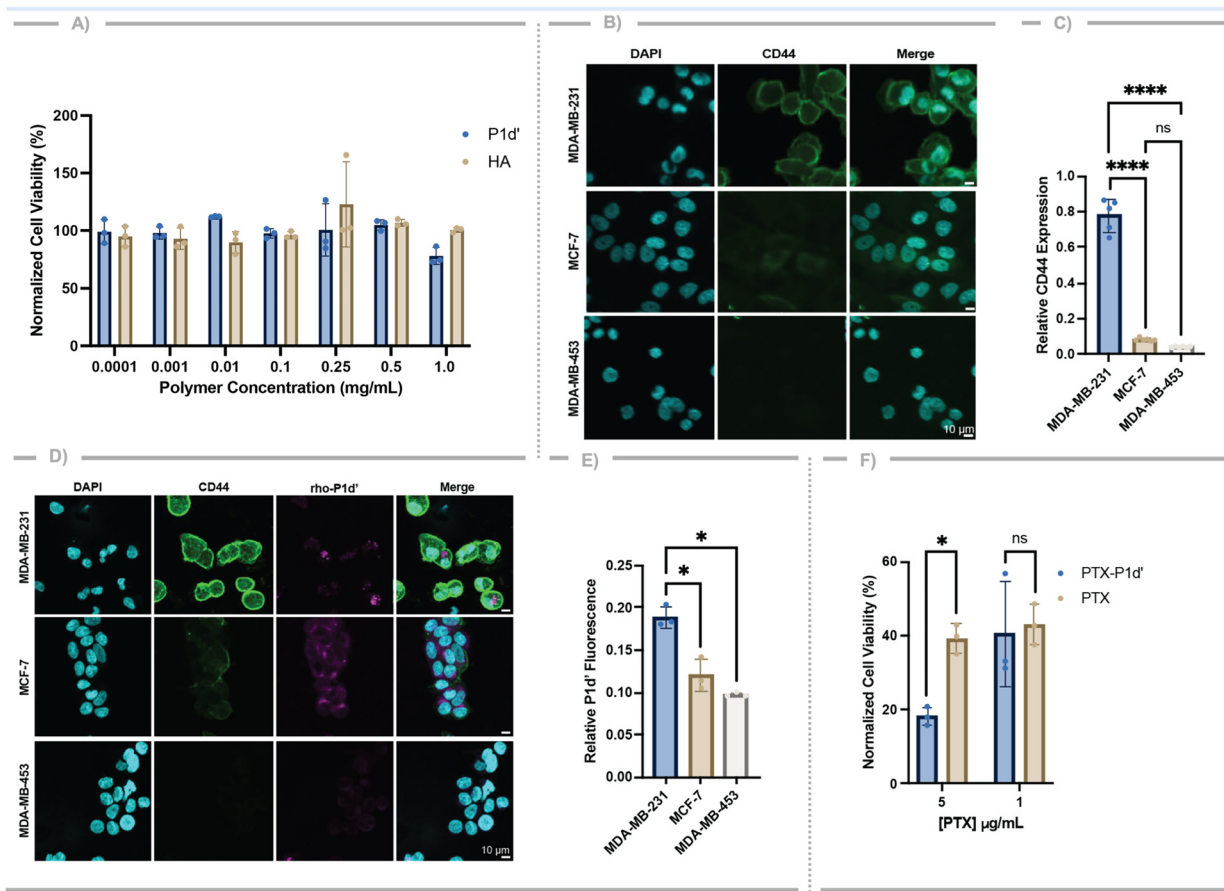 A)
Normalized Cell Viability (%)
200
150
100
50
0
0.0001 0.001 0.01 0.1 0.25 0.5 1.0
Polymer Concentration (mg/mL)
P1d'
HA
B)
DAPI CD44 Merge
MDA-MB-231
MCF-7
MDA-MB-453
10 µm
C)
****
ns
****
Relative CD44 Expression
1.0
0.8
0.6
0.4
0.2
0.0
MDA-MB-231
MCF-7
MDA-MB-453
D)
DAPI CD44 rho-P1d' Merge
MDA-MB-231
MCF-7
MDA-MB-453
10 µm
E)
*
*
Relative P1d' Fluorescence
0.20
0.15
0.10
0.05
0.00
MDA-MB-231
MCF-7
MDA-MB-453
F)
* ns
Normalized Cell Viability (%)
60
40
20
0
5 1
[PTX] µg/mL
PTX-P1d'
PTX